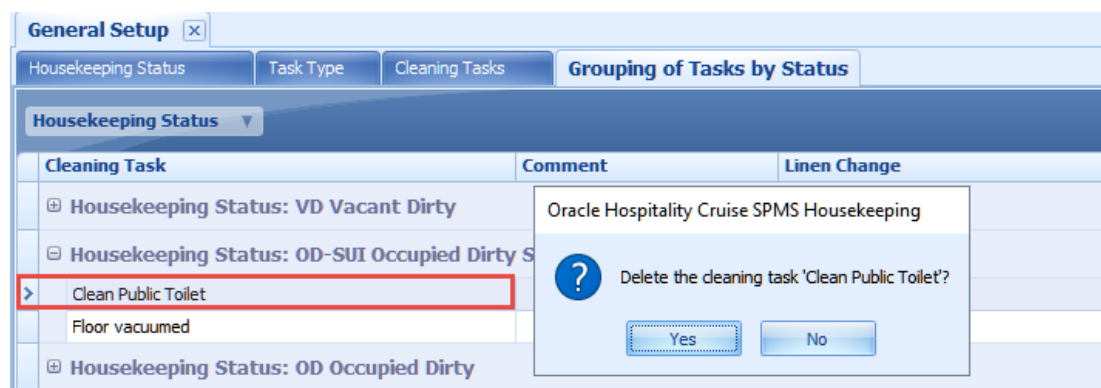 General Setup
Housekeeping Status Task Type Cleaning Tasks Grouping of Tasks by Status
Housekeeping Status
Cleaning Task Comment Linen Change
Housekeeping Status: VD Vacant Dirty
Oracle Hospitality Cruise SPMS Housekeeping
Housekeeping Status: OD-SUI Occupied Dirty S
Delete the cleaning task 'Clean Public Toilet'?
Clean Public Toilet
Floor vacuumed
Yes No
Housekeeping Status: OD Occupied Dirty